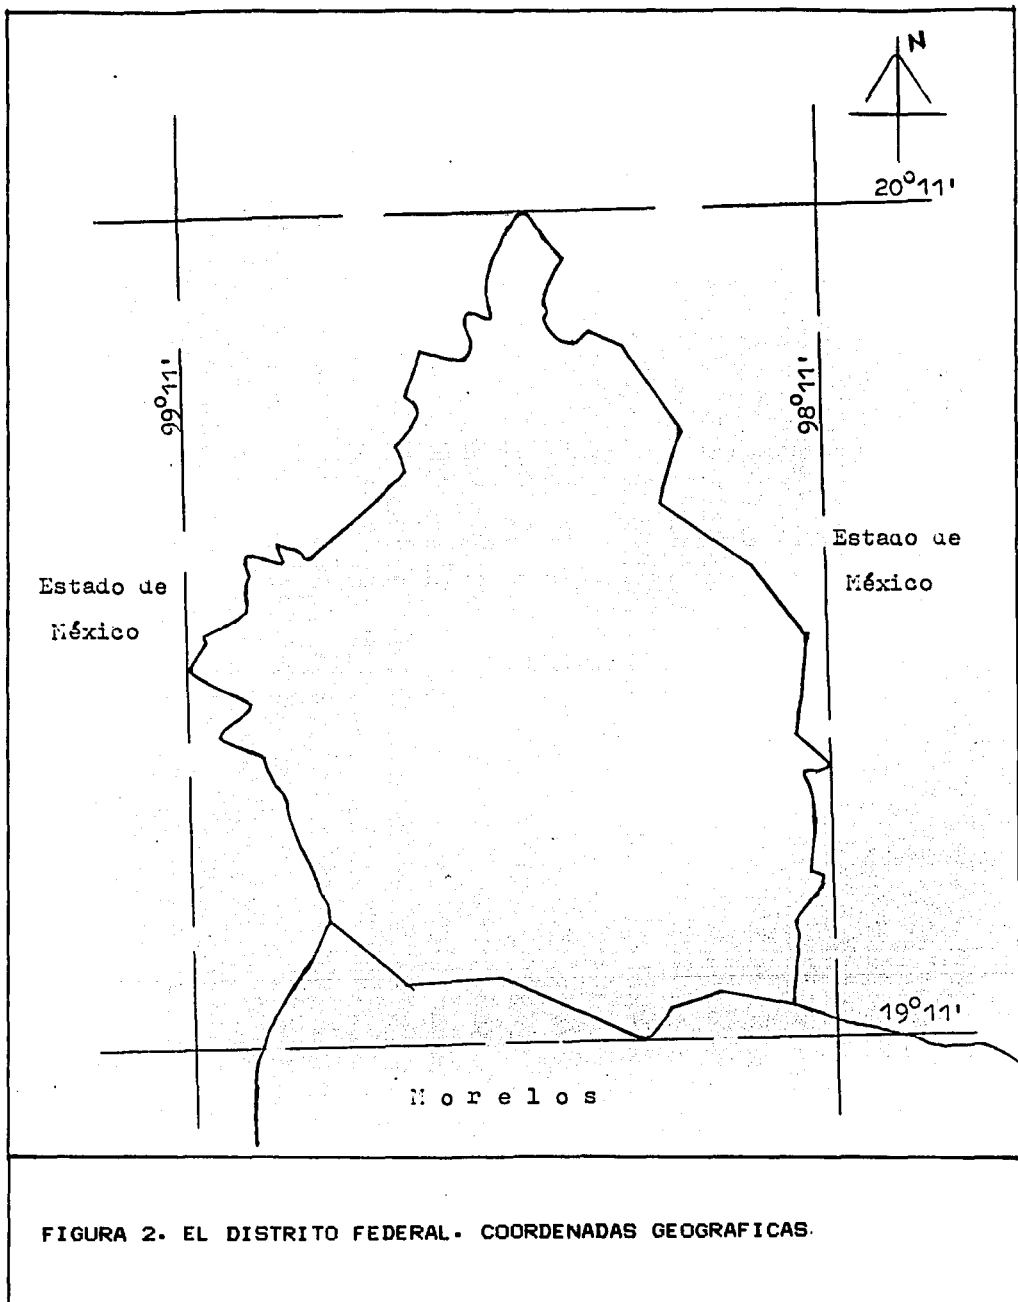 N
20°11'
99°11'
98°11'
Estado de
México
Estado de
México
19°11'
Morelos
FIGURA 2. EL DISTRITO FEDERAL. COORDENADAS GEOGRAFICAS.